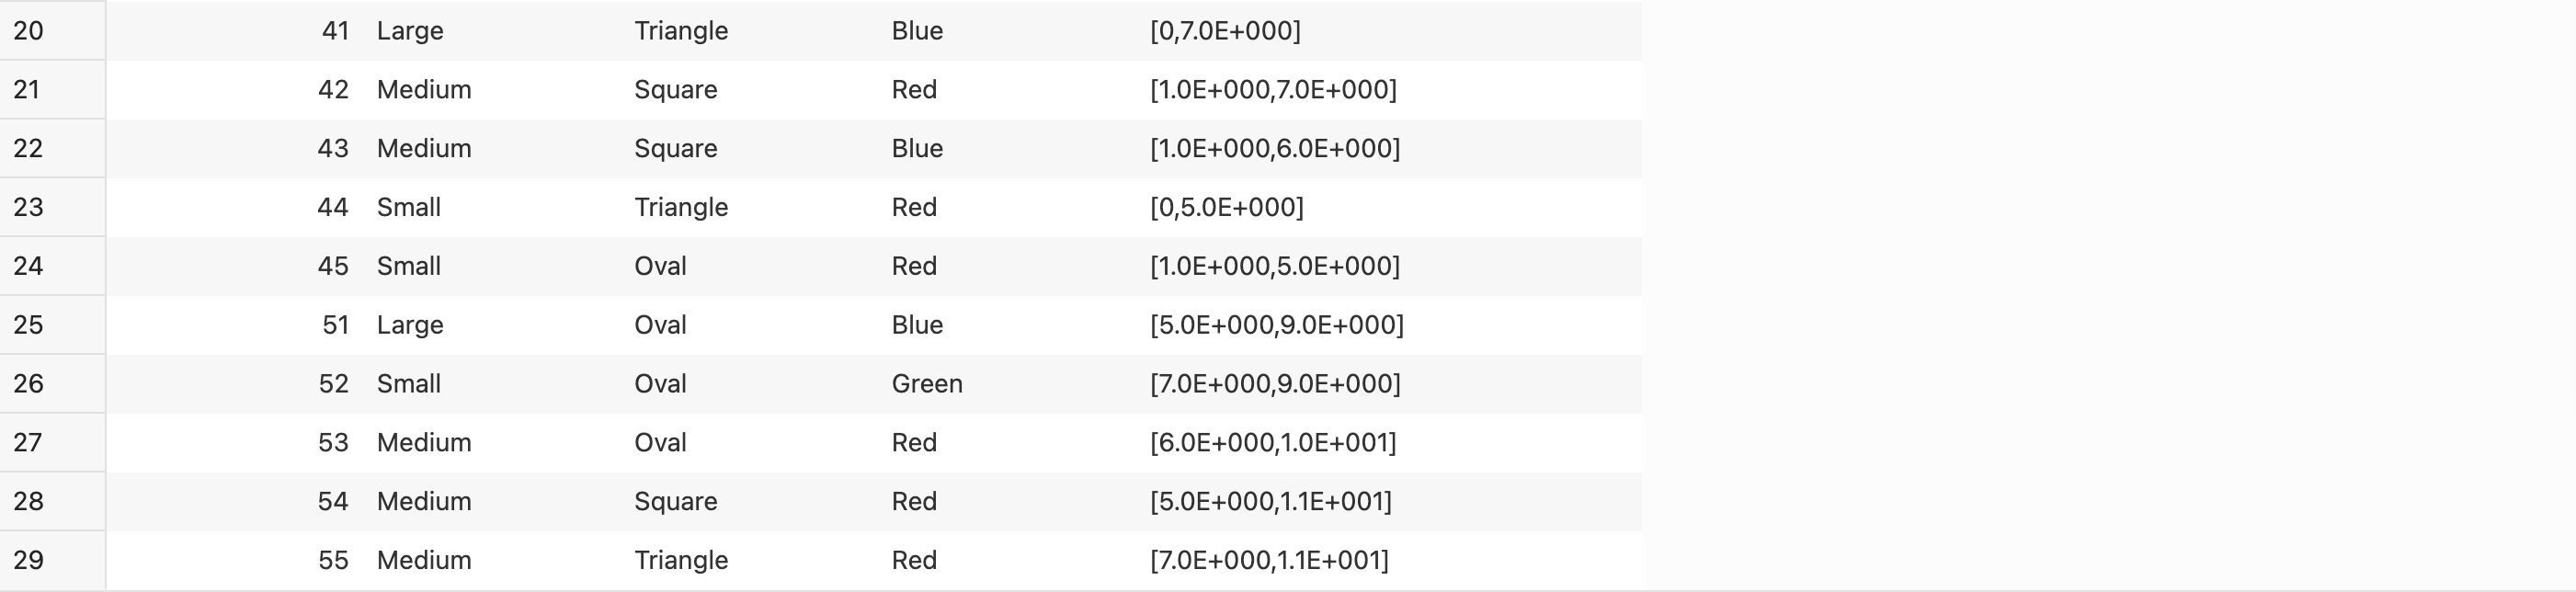 20 41 Large Triangle Blue [0,7.0E+000]
21 42 Medium Square Red [1.0E+000,7.0E+000]
22 43 Medium Square Blue [1.0E+000,6.0E+000]
23 44 Small Triangle Red [0,5.0E+000]
24 45 Small Oval Red [1.0E+000,5.0E+000]
25 51 Large Oval Blue [5.0E+000,9.0E+000]
26 52 Small Oval Green [7.0E+000,9.0E+000]
27 53 Medium Oval Red [6.0E+000,1.0E+001]
28 54 Medium Square Red [5.0E+000,1.1E+001]
29 55 Medium Triangle Red [7.0E+000,1.1E+001]